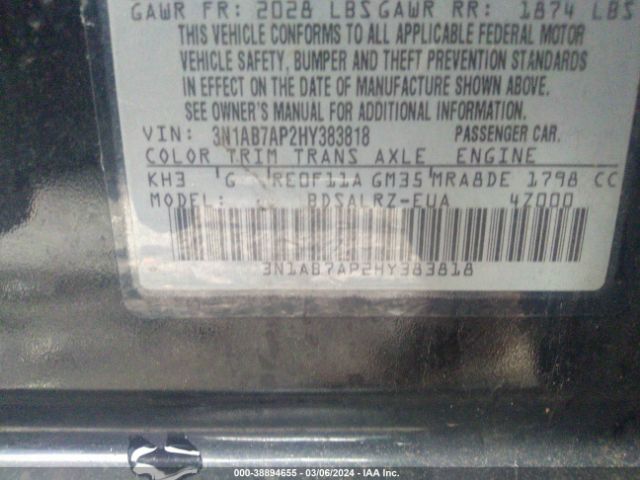 GAWR FR: 2028 LBS GAWR RR: 1874 LBS
THIS VEHICLE CONFORMS TO ALL APPLICABLE FEDERAL MOTOR
VEHICLE SAFETY, BUMPER AND THEFT PREVENTION STANDARDS
IN EFFECT ON THE DATE OF MANUFACTURE SHOWN ABOVE.
SEE OWNER'S MANUAL FOR ADDITIONAL INFORMATION.
VIN: 3N1AB7AP2HY383818 PASSENGER CAR.
COLOR TRIM TRANS AXLE ENGINE
KH3 G RE0F11A GM35 MRA8DE 1798 CC
MODEL: BDSALRZ-EUA 4Z000
3N1AB7AP2HY383818
000-38894655 - 03/06/2024 - IAA Inc.